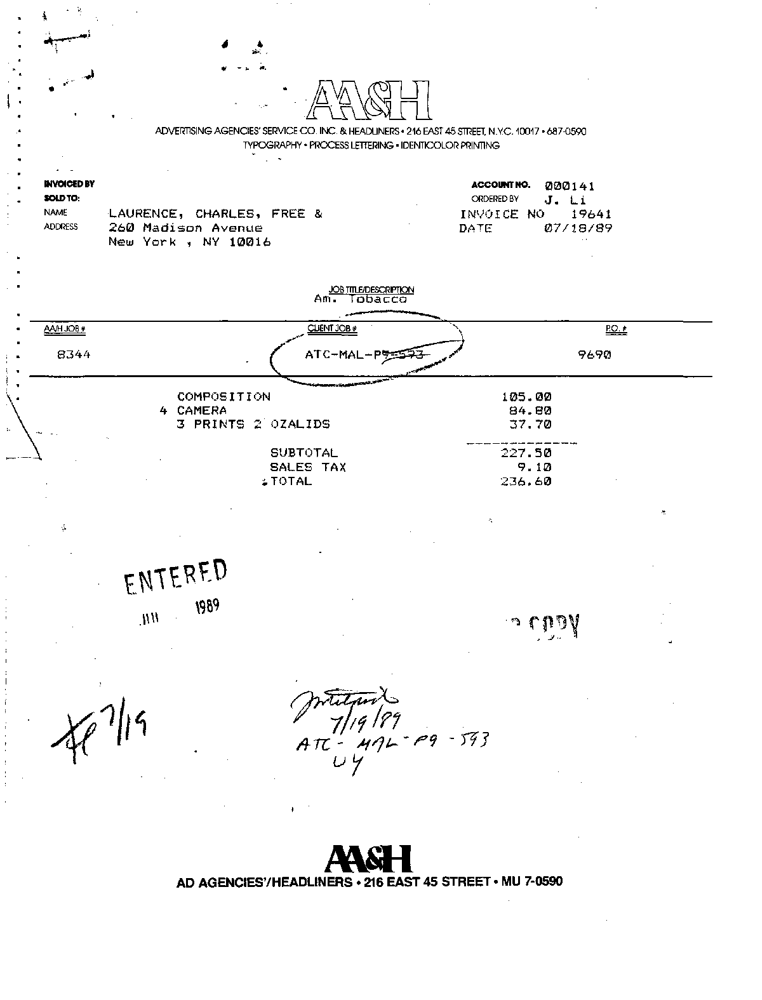 AA&H
ADVERTISING AGENCIES' SERVICE CO. INC. & HEADLINERS • 216 EAST 45 STREET, N.Y.C. 10017 • 687-0590
TYPOGRAPHY • PROCESS LETTERING • IDENTICOLOR PRINTING
INVOICED BY
SOLD TO:
NAME LAURENCE, CHARLES, FREE &
ADDRESS 260 Madison Avenue
New York , NY 10016
ACCOUNT NO. 000141
ORDERED BY J. Li
INVOICE NO 19641
DATE 07/18/89
JOB TITLE/DESCRIPTION
Am. Tobacco
AA/H JOB # CLIENT JOB # P.O. #
8344 ATC-MAL-P9-593 9690
COMPOSITION 105.00
4 CAMERA 84.80
3 PRINTS 2 OZALIDS 37.70
SUBTOTAL 227.50
SALES TAX 9.10
TOTAL 236.60
ENTERED
1989
COPY
7/19
7/19/89
ATC - MAL - P9 - 593
AA&H
AD AGENCIES'/HEADLINERS • 216 EAST 45 STREET • MU 7-0590